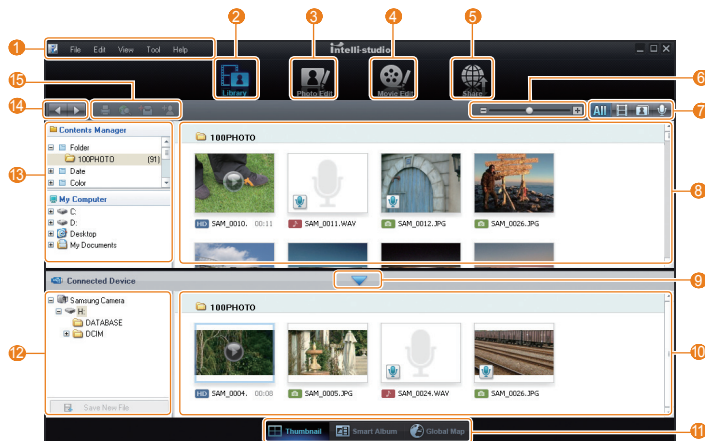 2 3 4 5
1 File Edit View Tool Help intelli-studio
15 6
Library Photo Edit Movie Edit Share
14 All 7
Contents Manager
Folder
100PHOTO (91)
Date
Color
13
My Computer
C:
D:
Desktop
My Documents
100PHOTO
HD SAM_0010. 00:11 SAM_0011.WAV SAM_0012.JPG SAM_0026.JPG
8
Connected Device 9
Samsung Camera
H:
DATABASE
DCIM
12
Save New File
100PHOTO
HD SAM_0004. 00:08 SAM_0005.JPG SAM_0024.WAV SAM_0026.JPG
10
Thumbnail Smart Album Global Map 11